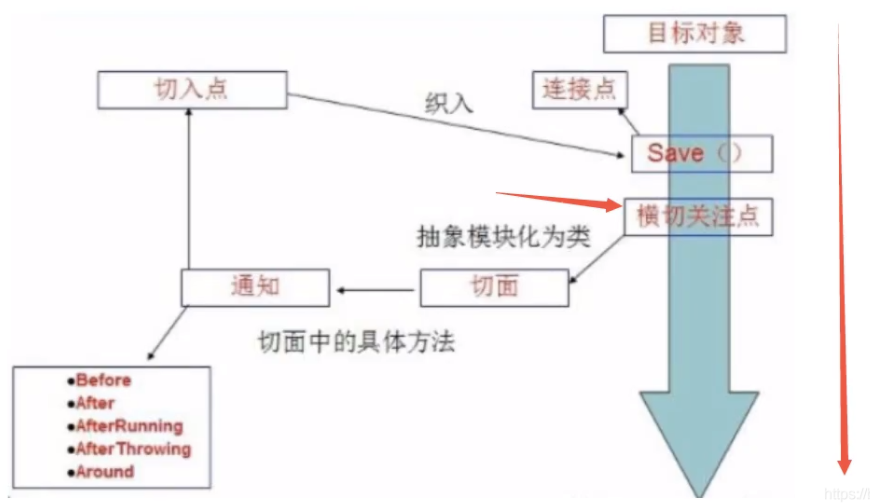 目标对象
切入点
织入
连接点
Save（）
横切关注点
抽象模块化为类
通知
切面
切面中的具体方法
●Before
●After
●AfterRunning
●AfterThrowing
●Around
https://